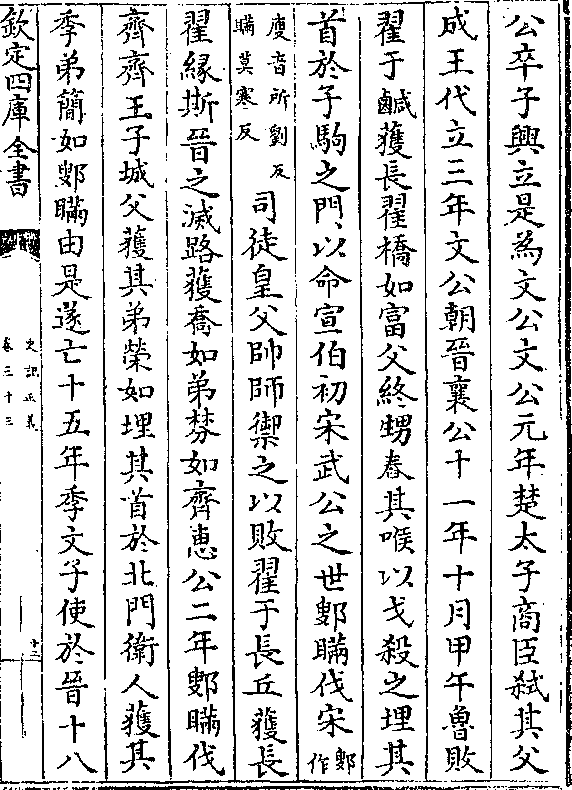 公卒子興立是為文公文公元年楚太子商臣弑其父
成王代立三年文公朝晉襄公十一年十月甲午魯敗
翟于鹹獲長翟橋如富父終甥舂其喉以戈殺之埋其
首於子駒之門以命宣伯初宋武公之世鄋瞞伐宋鄋作
廋音所劉反
瞞莫寒反
司徒皇父帥師禦之以敗翟于長丘獲長
翟緣斯晉之滅路獲喬如弟棼如齊惠公二年鄋瞞伐
齊齊王子城父獲其弟榮如埋其首於北門衛人獲其
季弟簡如鄋瞞由是遂亡十五年季文子使於晉十八
欽定四庫全書
史記正義
卷三十三
十三